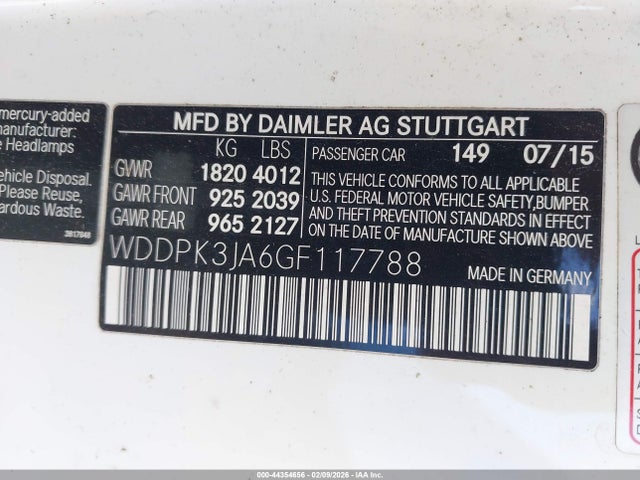 mercury-added
manufacturer:
Headlamps
Vehicle Disposal.
Please Reuse,
Hazardous Waste.
3817848
MFD BY DAIMLER AG STUTTGART
KG LBS
GVWR 1820 4012
GAWR FRONT 925 2039
GAWR REAR 965 2127
PASSENGER CAR 149 07/15
THIS VEHICLE CONFORMS TO ALL APPLICABLE
U.S. FEDERAL MOTOR VEHICLE SAFETY, BUMPER
AND THEFT PREVENTION STANDARDS IN EFFECT
ON THE DATE OF MANUFACTURE SHOWN ABOVE
WDDPK3JA6GF117788
MADE IN GERMANY
000-44354656 - 02/09/2026 - IAA Inc.